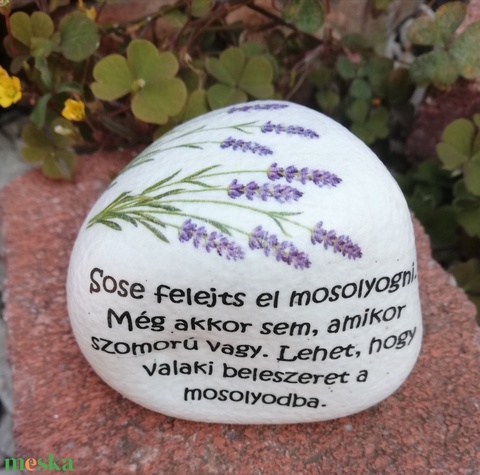 Sose felejts el mosolyogni.
Még akkor sem, amikor
szomorú vagy. Lehet, hogy
valaki beleszeret a
mosolyodba.
meska